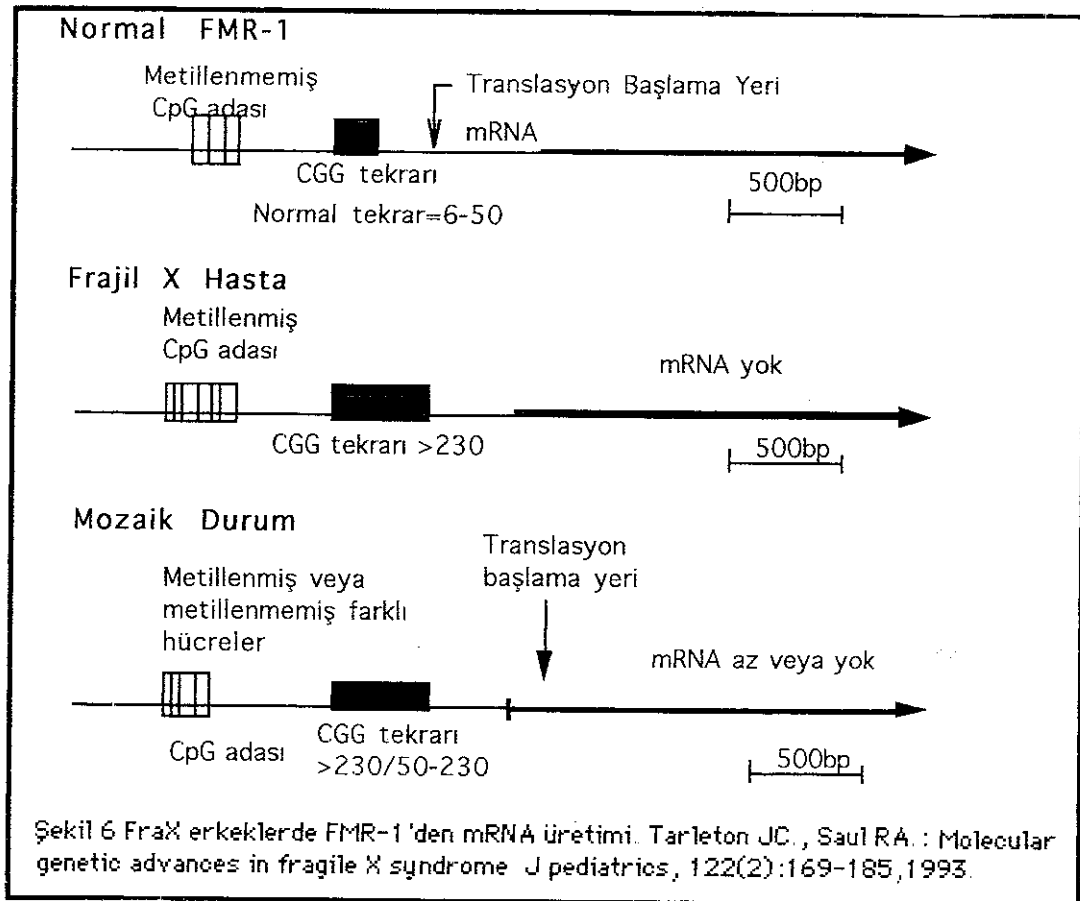 Normal FMR-1
Metillenmemiş
CpG adası
Translasyon Başlama Yeri
mRNA
CGG tekrarı
500bp
Normal tekrar=6-50
Frajil X Hasta
Metillenmiş
CpG adası
mRNA yok
CGG tekrarı >230
500bp
Mozaik Durum
Translasyon
başlama yeri
Metillenmiş veya
metillenmemiş farklı
hücreler
mRNA az veya yok
CpG adası
CGG tekrarı
>230/50-230
500bp
Şekil 6 FraX erkeklerde FMR-1'den mRNA üretimi. Tarleton JC., Saul RA. : Molecular
genetic advances in fragile X syndrome J pediatrics, 122(2):169-185,1993.